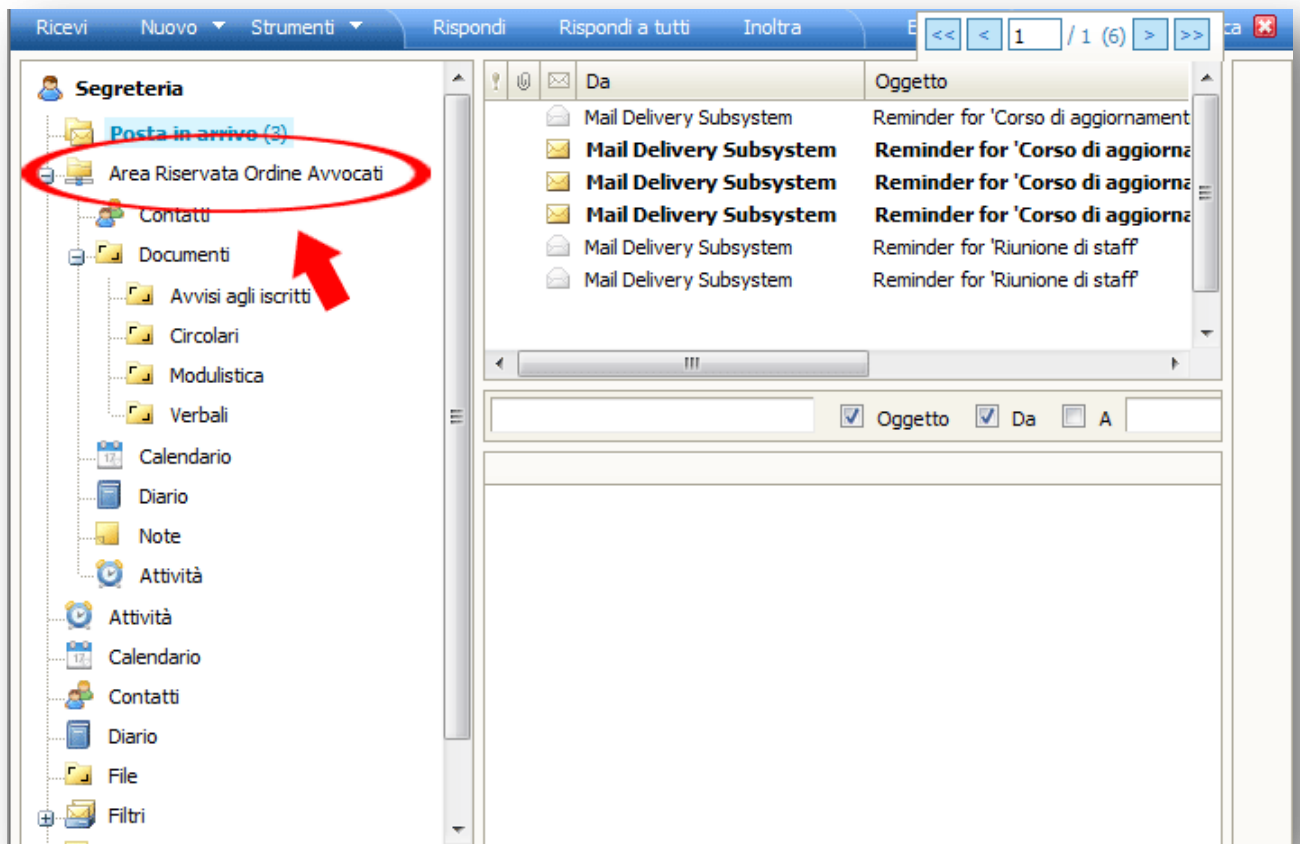 Ricevi Nuovo Strumenti Rispondi Rispondi a tutti Inoltra
<< < 1 / 1 (6) > >>
Segreteria
Posta in arrivo (3)
Area Riservata Ordine Avvocati
Contatti
Documenti
Avvisi agli iscritti
Circolari
Modulistica
Verbali
Calendario
Diario
Note
Attività
Attività
Calendario
Contatti
Diario
File
Filtri
Da Oggetto
Mail Delivery Subsystem Reminder for 'Corso di aggiornament
Mail Delivery Subsystem Reminder for 'Corso di aggiorna
Mail Delivery Subsystem Reminder for 'Corso di aggiorna
Mail Delivery Subsystem Reminder for 'Corso di aggiorna
Mail Delivery Subsystem Reminder for 'Riunione di staff'
Mail Delivery Subsystem Reminder for 'Riunione di staff'
Oggetto Da A